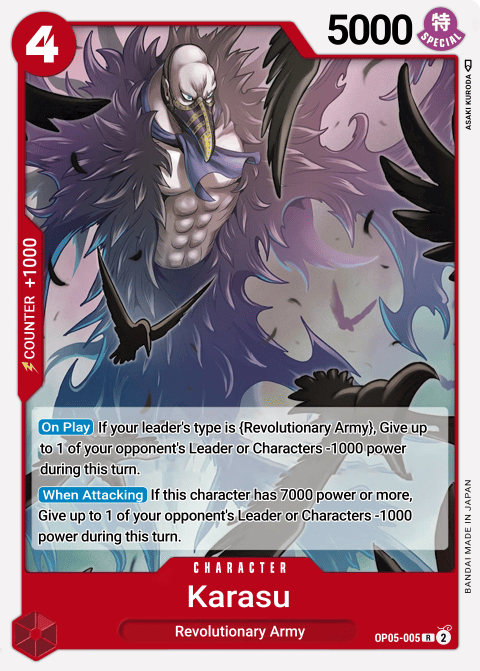 4
5000
特
SPECIAL
ASAKI KURODA
COUNTER +1000
On Play If your leader's type is {Revolutionary Army}, Give up
to 1 of your opponent's Leader or Characters -1000 power
during this turn.
When Attacking If this character has 7000 power or more,
Give up to 1 of your opponent's Leader or Characters -1000
power during this turn.
BANDAI MADE IN JAPAN
CHARACTER
Karasu
Revolutionary Army
OP05-005 R 2